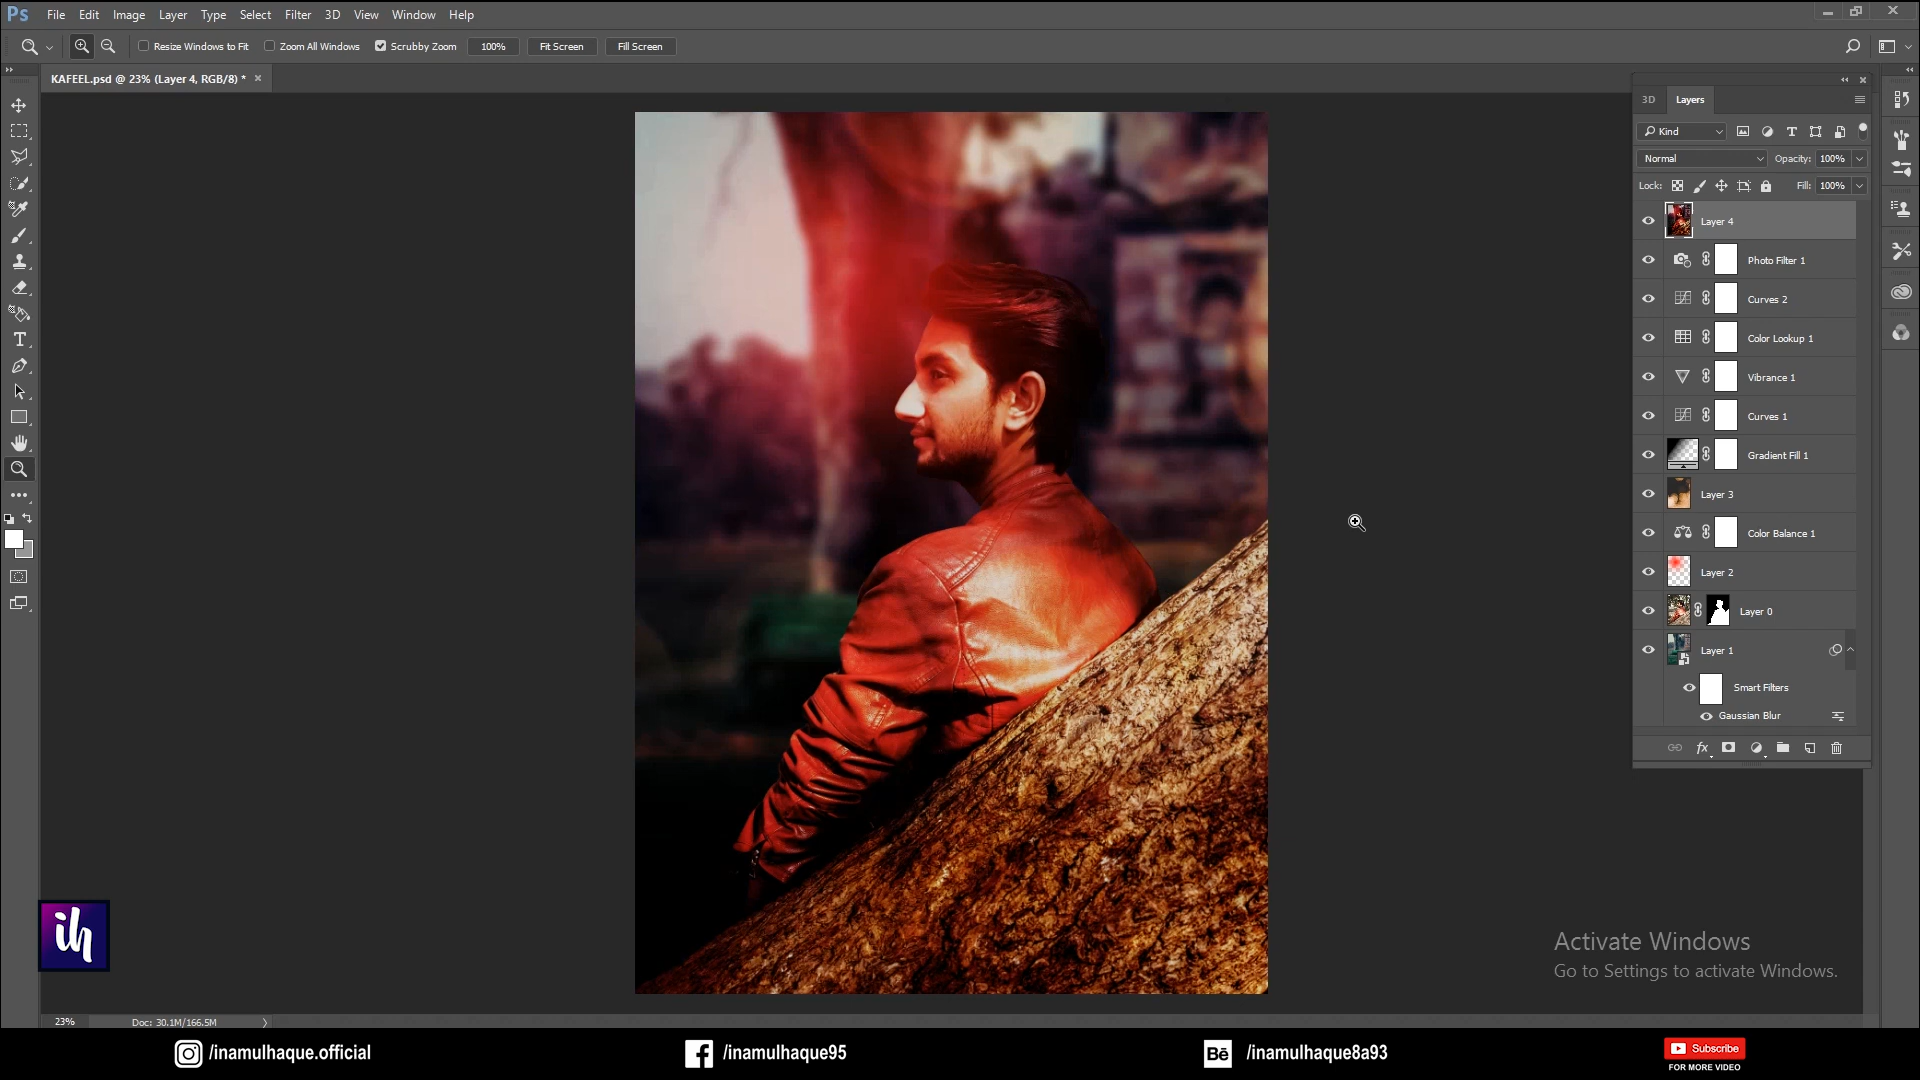 Ps File Edit Image Layer Type Select Filter 3D View Window Help
Resize Windows to Fit Zoom All Windows Scrubby Zoom 100% Fit Screen Fill Screen
KAFEEL.psd @ 23% (Layer 4, RGB/8) *
3D Layers
Kind
Normal Opacity: 100%
Lock: Fill: 100%
Layer 4
Photo Filter 1
Curves 2
Color Lookup 1
Vibrance 1
Curves 1
Gradient Fill 1
Layer 3
Color Balance 1
Layer 2
Layer 0
Layer 1
Smart Filters
Gaussian Blur
fx
ih
Activate Windows
Go to Settings to activate Windows.
23% Doc: 30.1M/166.5M
/inamulhaque.official /inamulhaque95 Bē /inamulhaque8a93 Subscribe
FOR MORE VIDEO